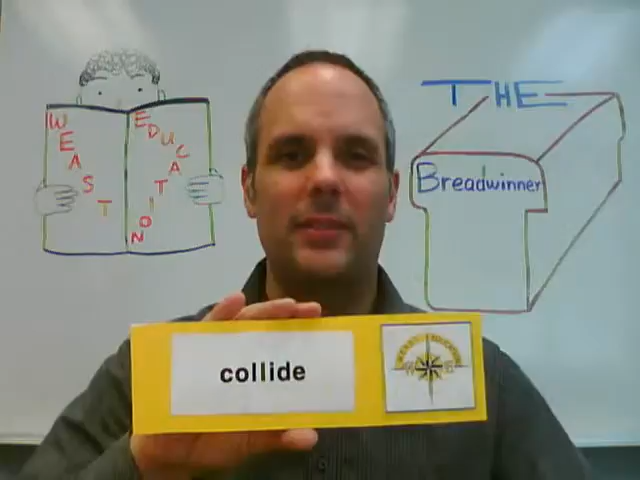 WEAST
EDUCATION
THE
Breadwinner
collide